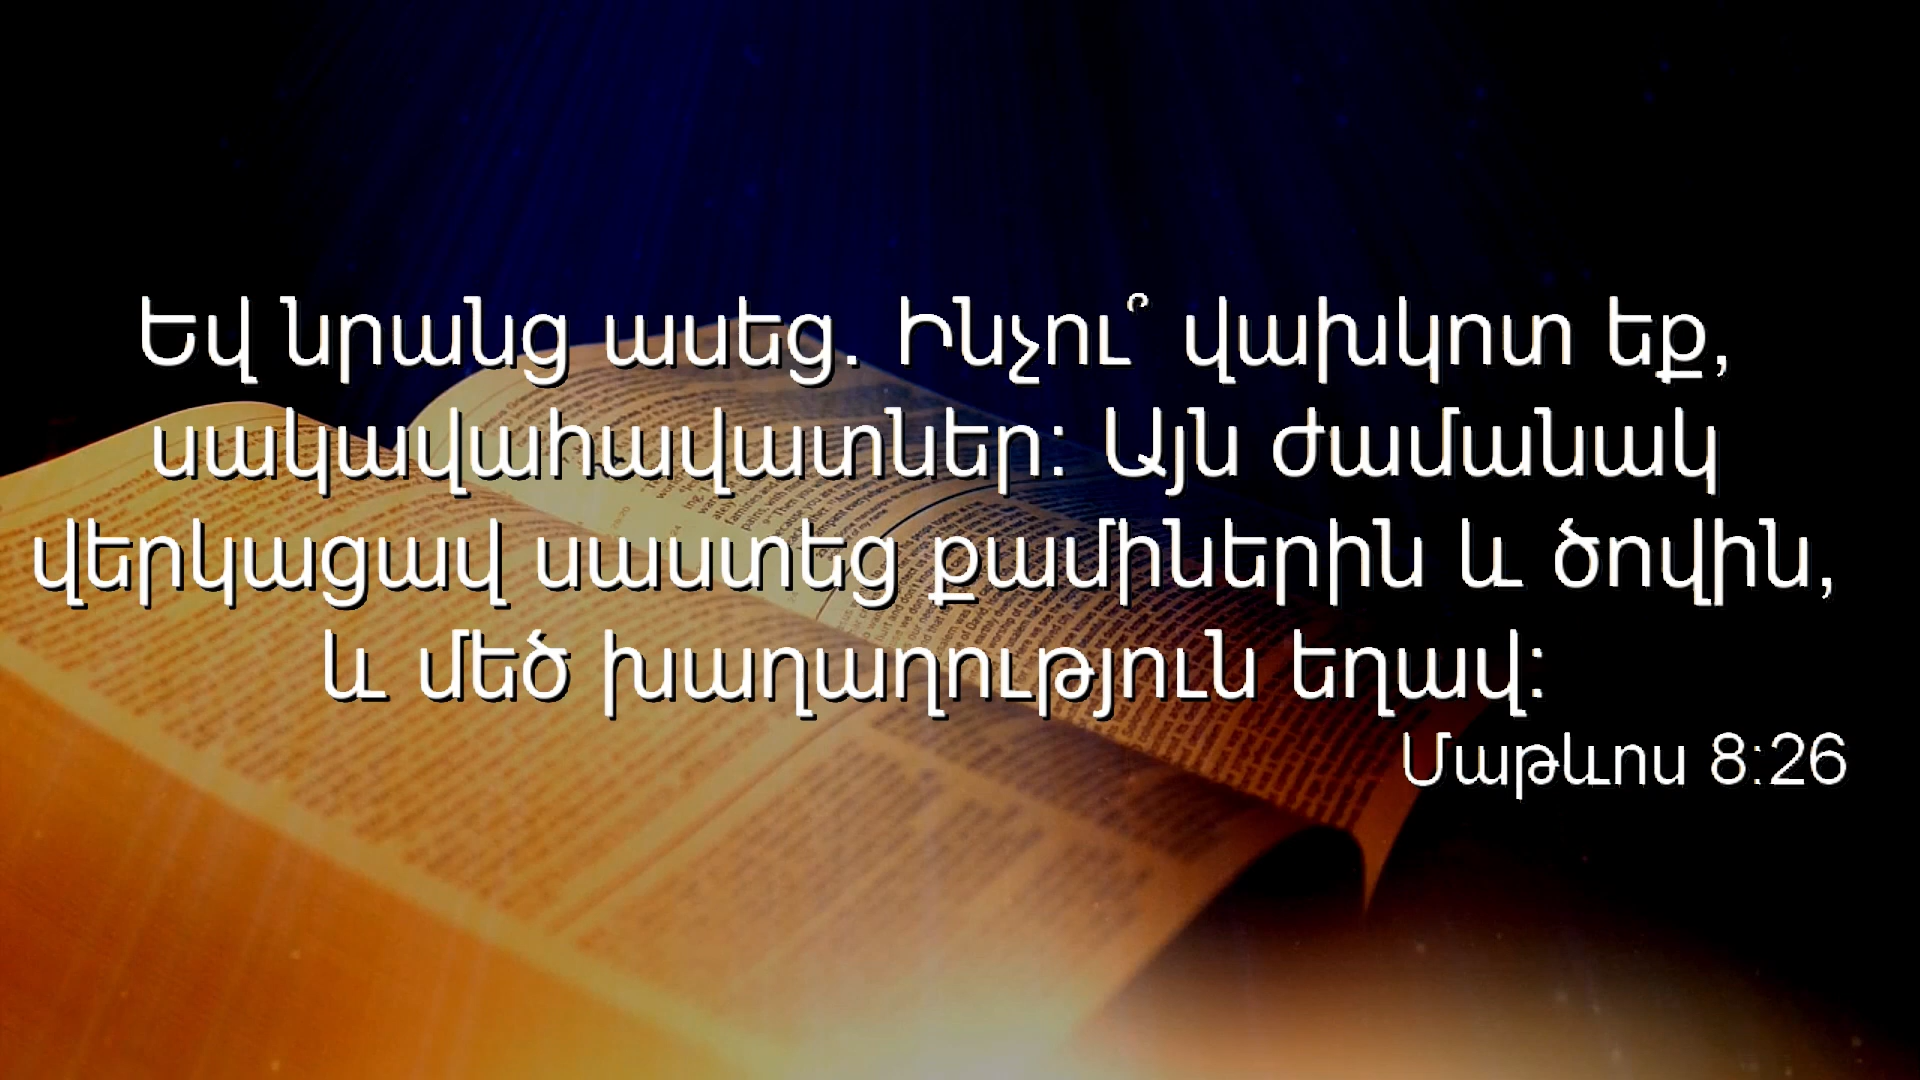 Եվ նրանց ասեց. Ինչու՞ վախկոտ եք,
սակավահավատներ: Այն ժամանակ
վերկացավ սաստեց քամիներին և ծովին,
և մեծ խաղաղություն եղավ:
Մաթևոս 8:26